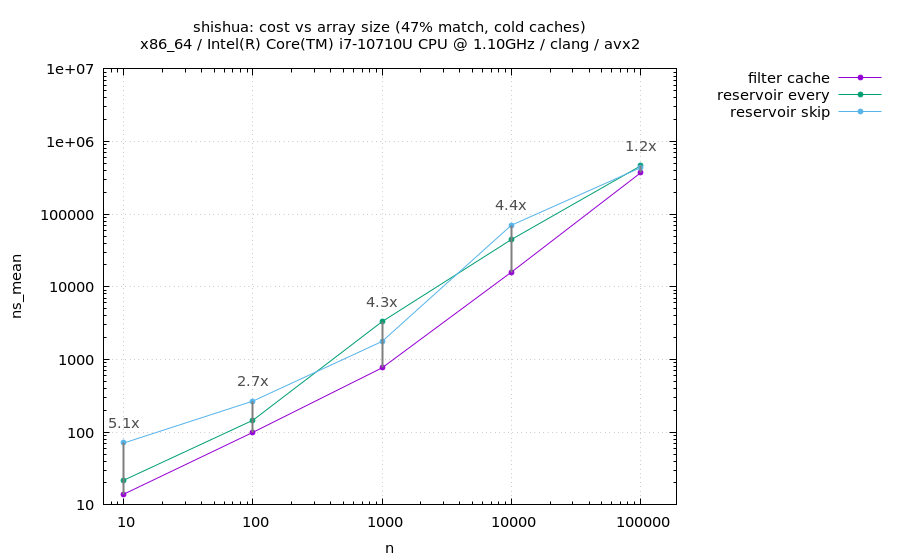 shishua: cost vs array size (47% match, cold caches)
x86_64 / Intel(R) Core(TM) i7-10710U CPU @ 1.10GHz / clang / avx2
filter cache
reservoir every
reservoir skip
1e+07
1e+06
100000
10000
1000
100
10
ns_mean
5.1x
2.7x
4.3x
4.4x
1.2x
10
100
1000
10000
100000
n